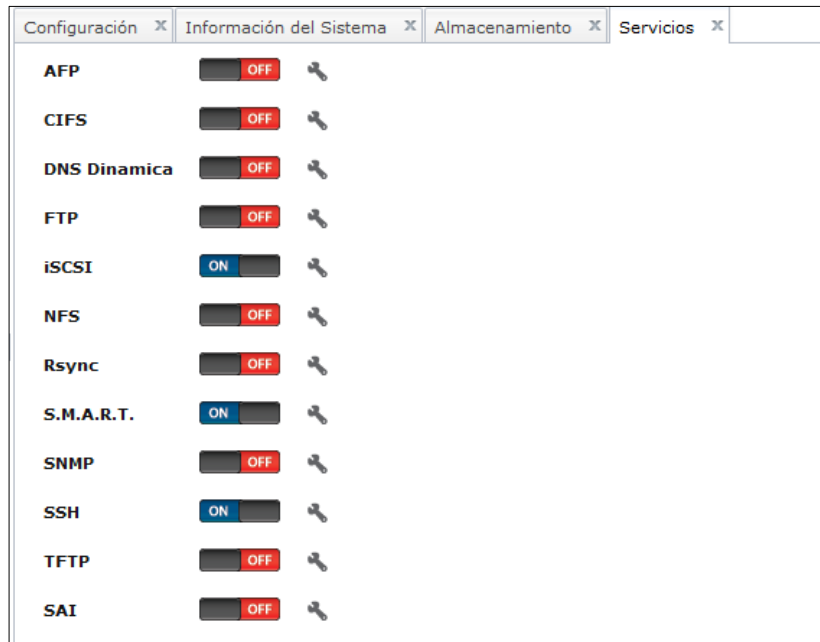 Configuración X Información del Sistema X Almacenamiento X Servicios X
AFP OFF
CIFS OFF
DNS Dinamica OFF
FTP OFF
iSCSI ON
NFS OFF
Rsync OFF
S.M.A.R.T. ON
SNMP OFF
SSH ON
TFTP OFF
SAI OFF